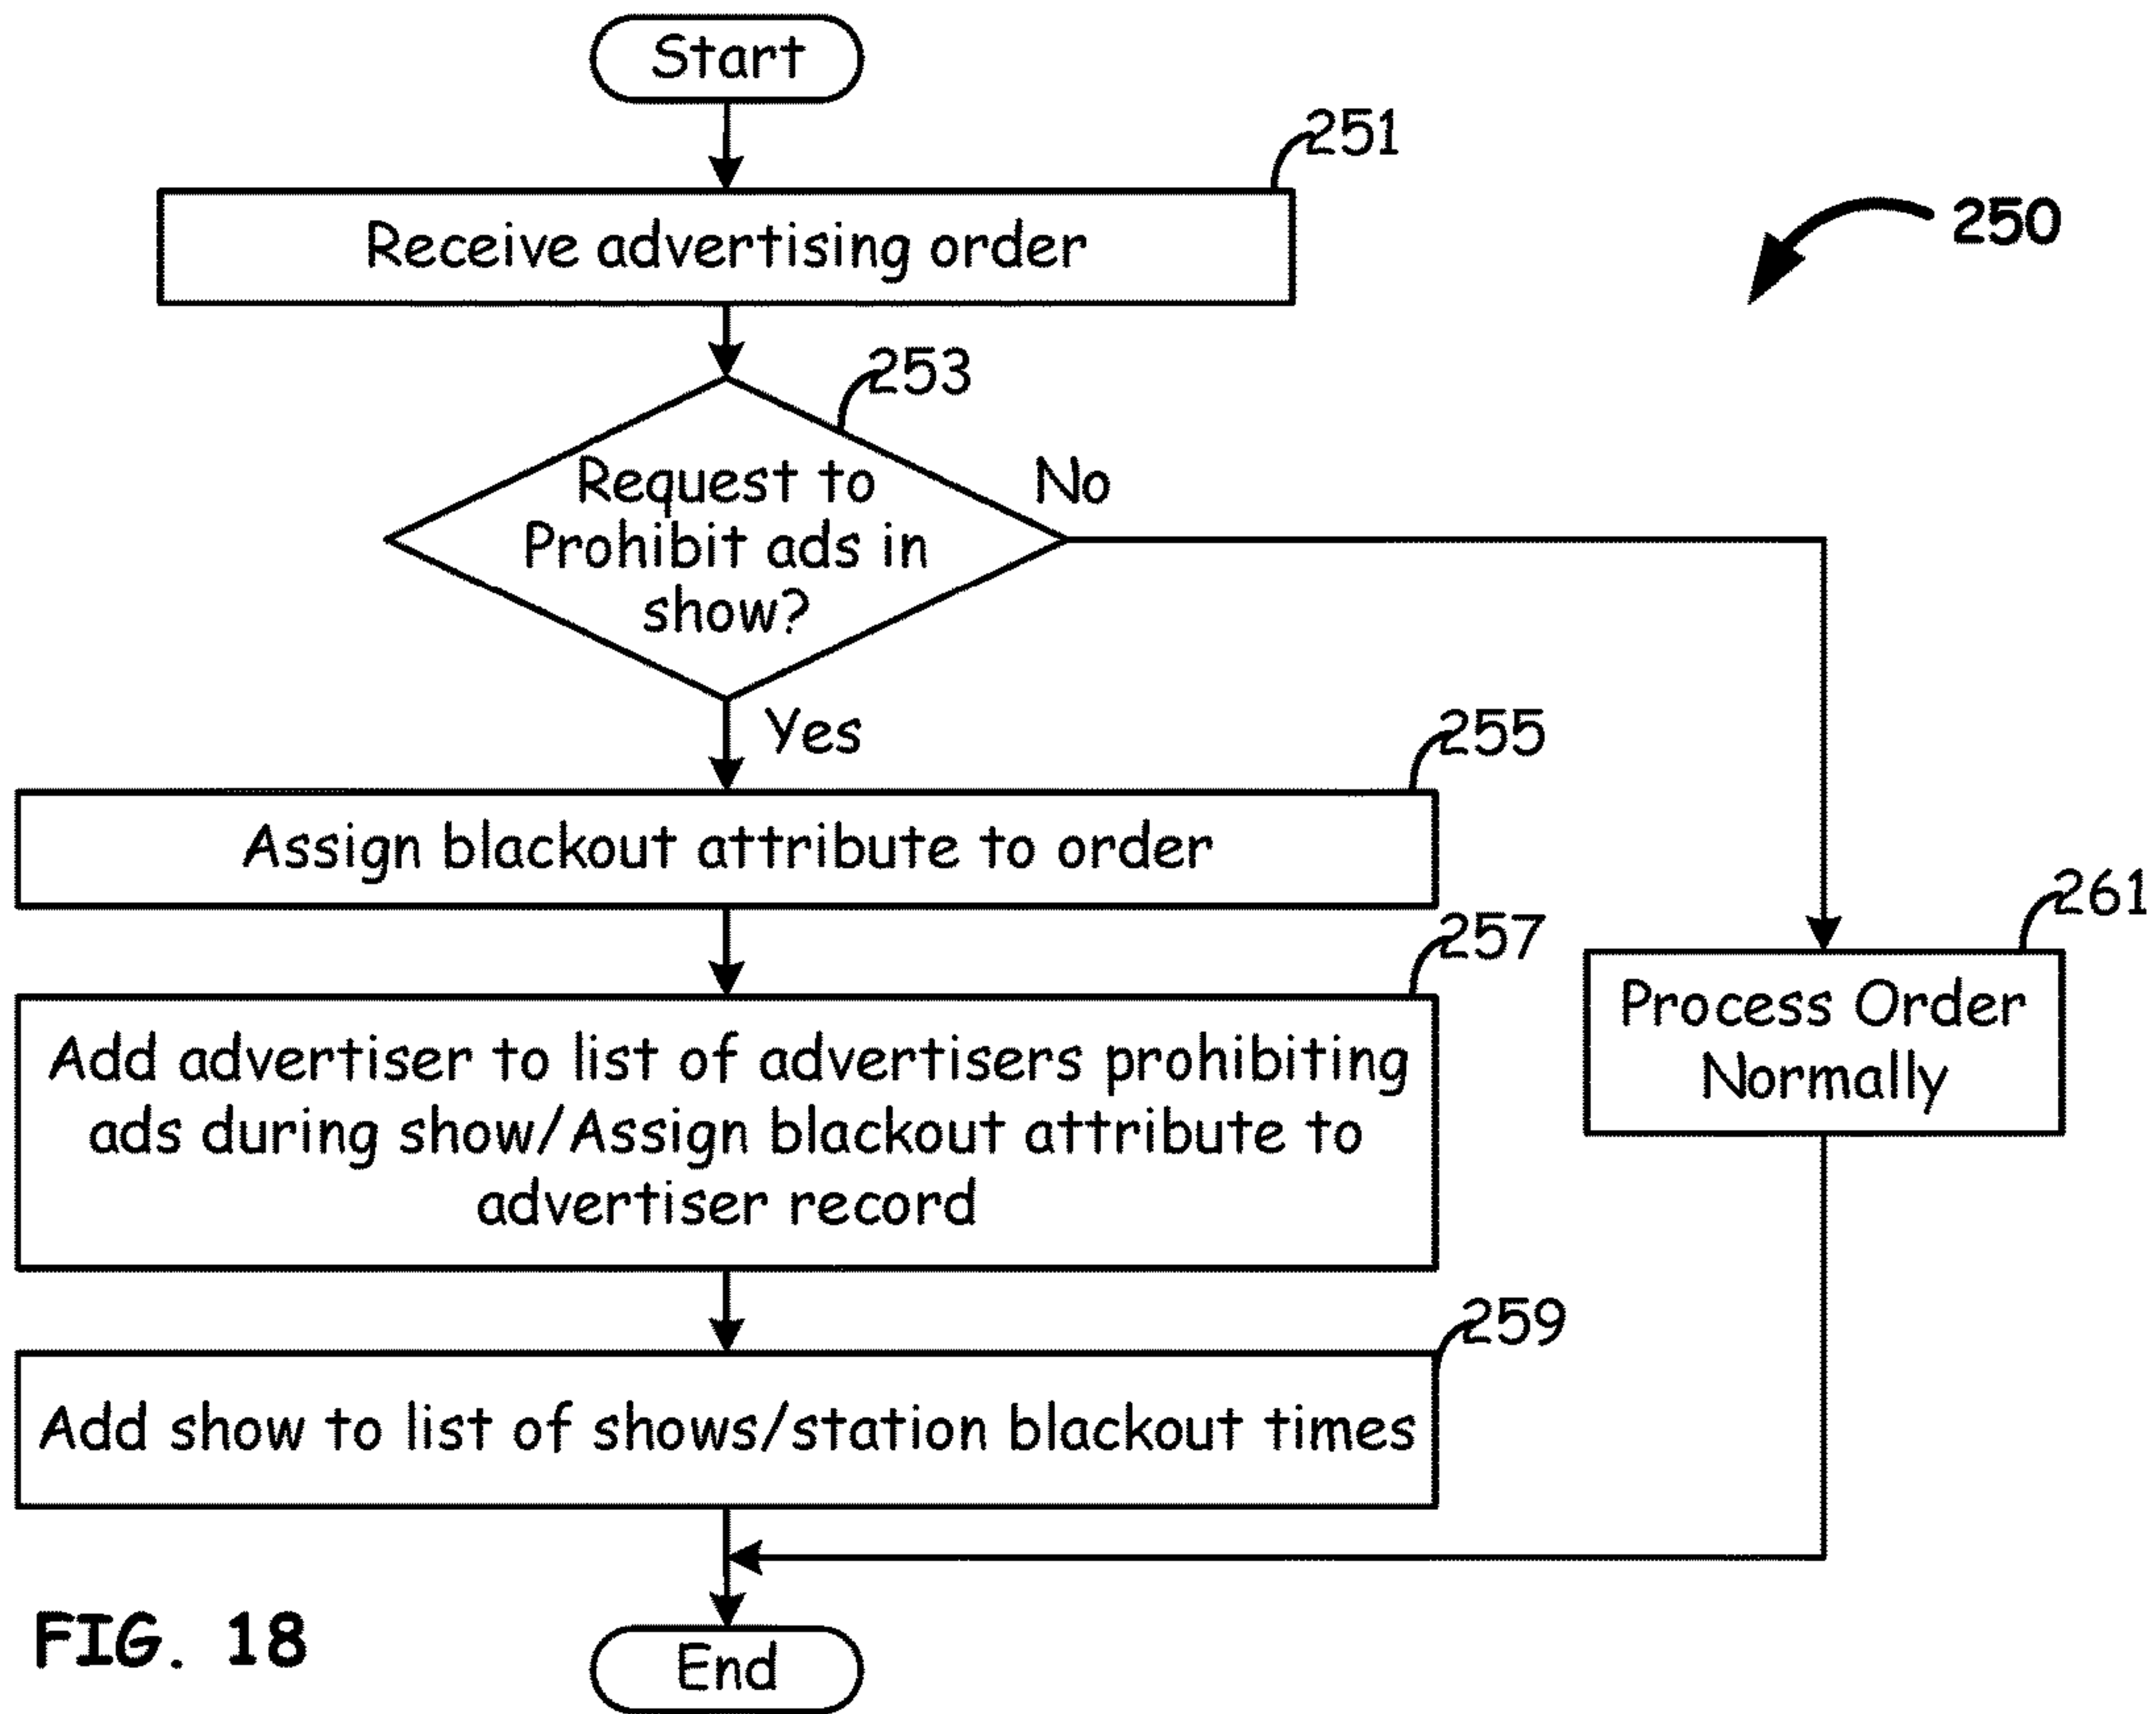 Start
251
Receive advertising order
250
253
Request to
Prohibit ads in
show?
No
Yes
255
Assign blackout attribute to order
257
Add advertiser to list of advertisers prohibiting
ads during show/Assign blackout attribute to
advertiser record
261
Process Order
Normally
259
Add show to list of shows/station blackout times
End
FIG. 18